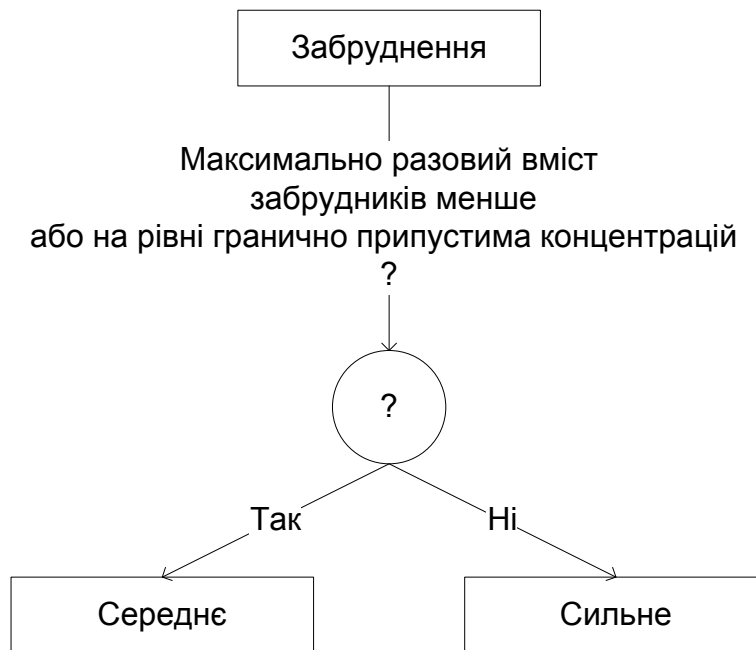 Забруднення
Максимально разовий вміст
забрудників менше
або на рівні гранично припустима концентрацій
?
?
Так
Ні
Середнє
Сильне